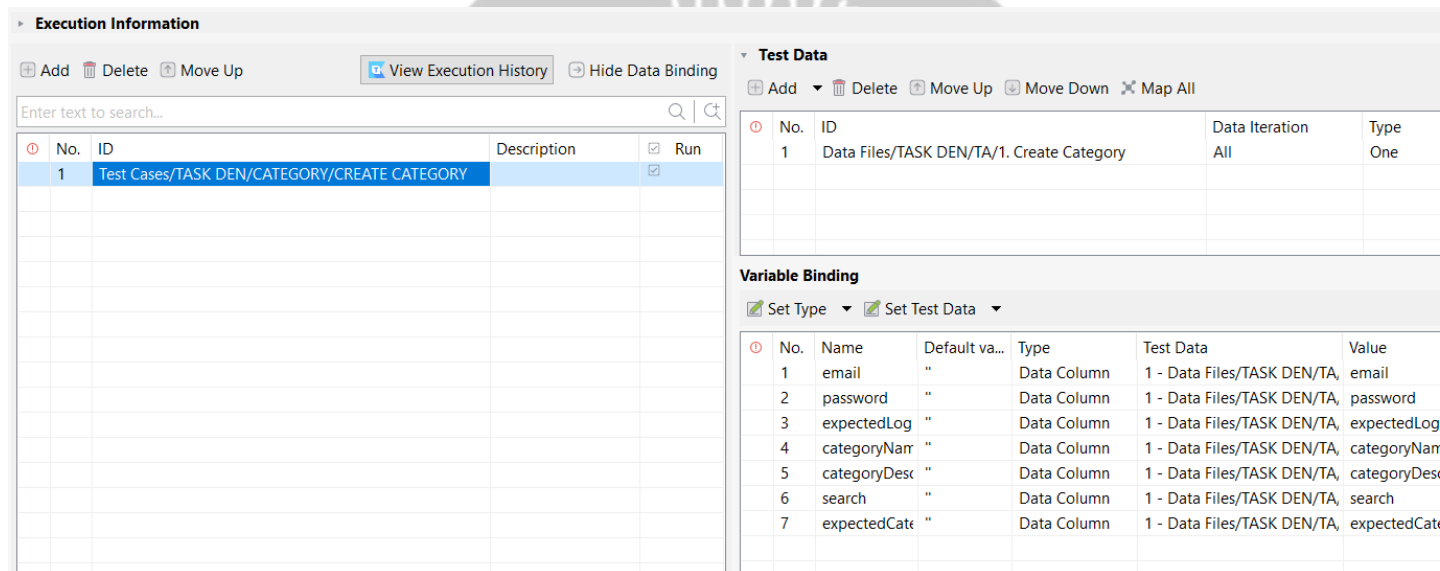 Execution Information
Add Delete Move Up View Execution History Hide Data Binding
Enter text to search...
No. ID Description Run
1 Test Cases/TASK DEN/CATEGORY/CREATE CATEGORY
Test Data
Add Delete Move Up Move Down Map All
No. ID Data Iteration Type
1 Data Files/TASK DEN/TA/1. Create Category All One
Variable Binding
Set Type Set Test Data
No. Name Default va... Type Test Data Value
1 email '' Data Column 1 - Data Files/TASK DEN/TA, email
2 password '' Data Column 1 - Data Files/TASK DEN/TA, password
3 expectedLog '' Data Column 1 - Data Files/TASK DEN/TA, expectedLog
4 categoryNam '' Data Column 1 - Data Files/TASK DEN/TA, categoryNam
5 categoryDesc '' Data Column 1 - Data Files/TASK DEN/TA, categoryDesc
6 search '' Data Column 1 - Data Files/TASK DEN/TA, search
7 expectedCate '' Data Column 1 - Data Files/TASK DEN/TA, expectedCate